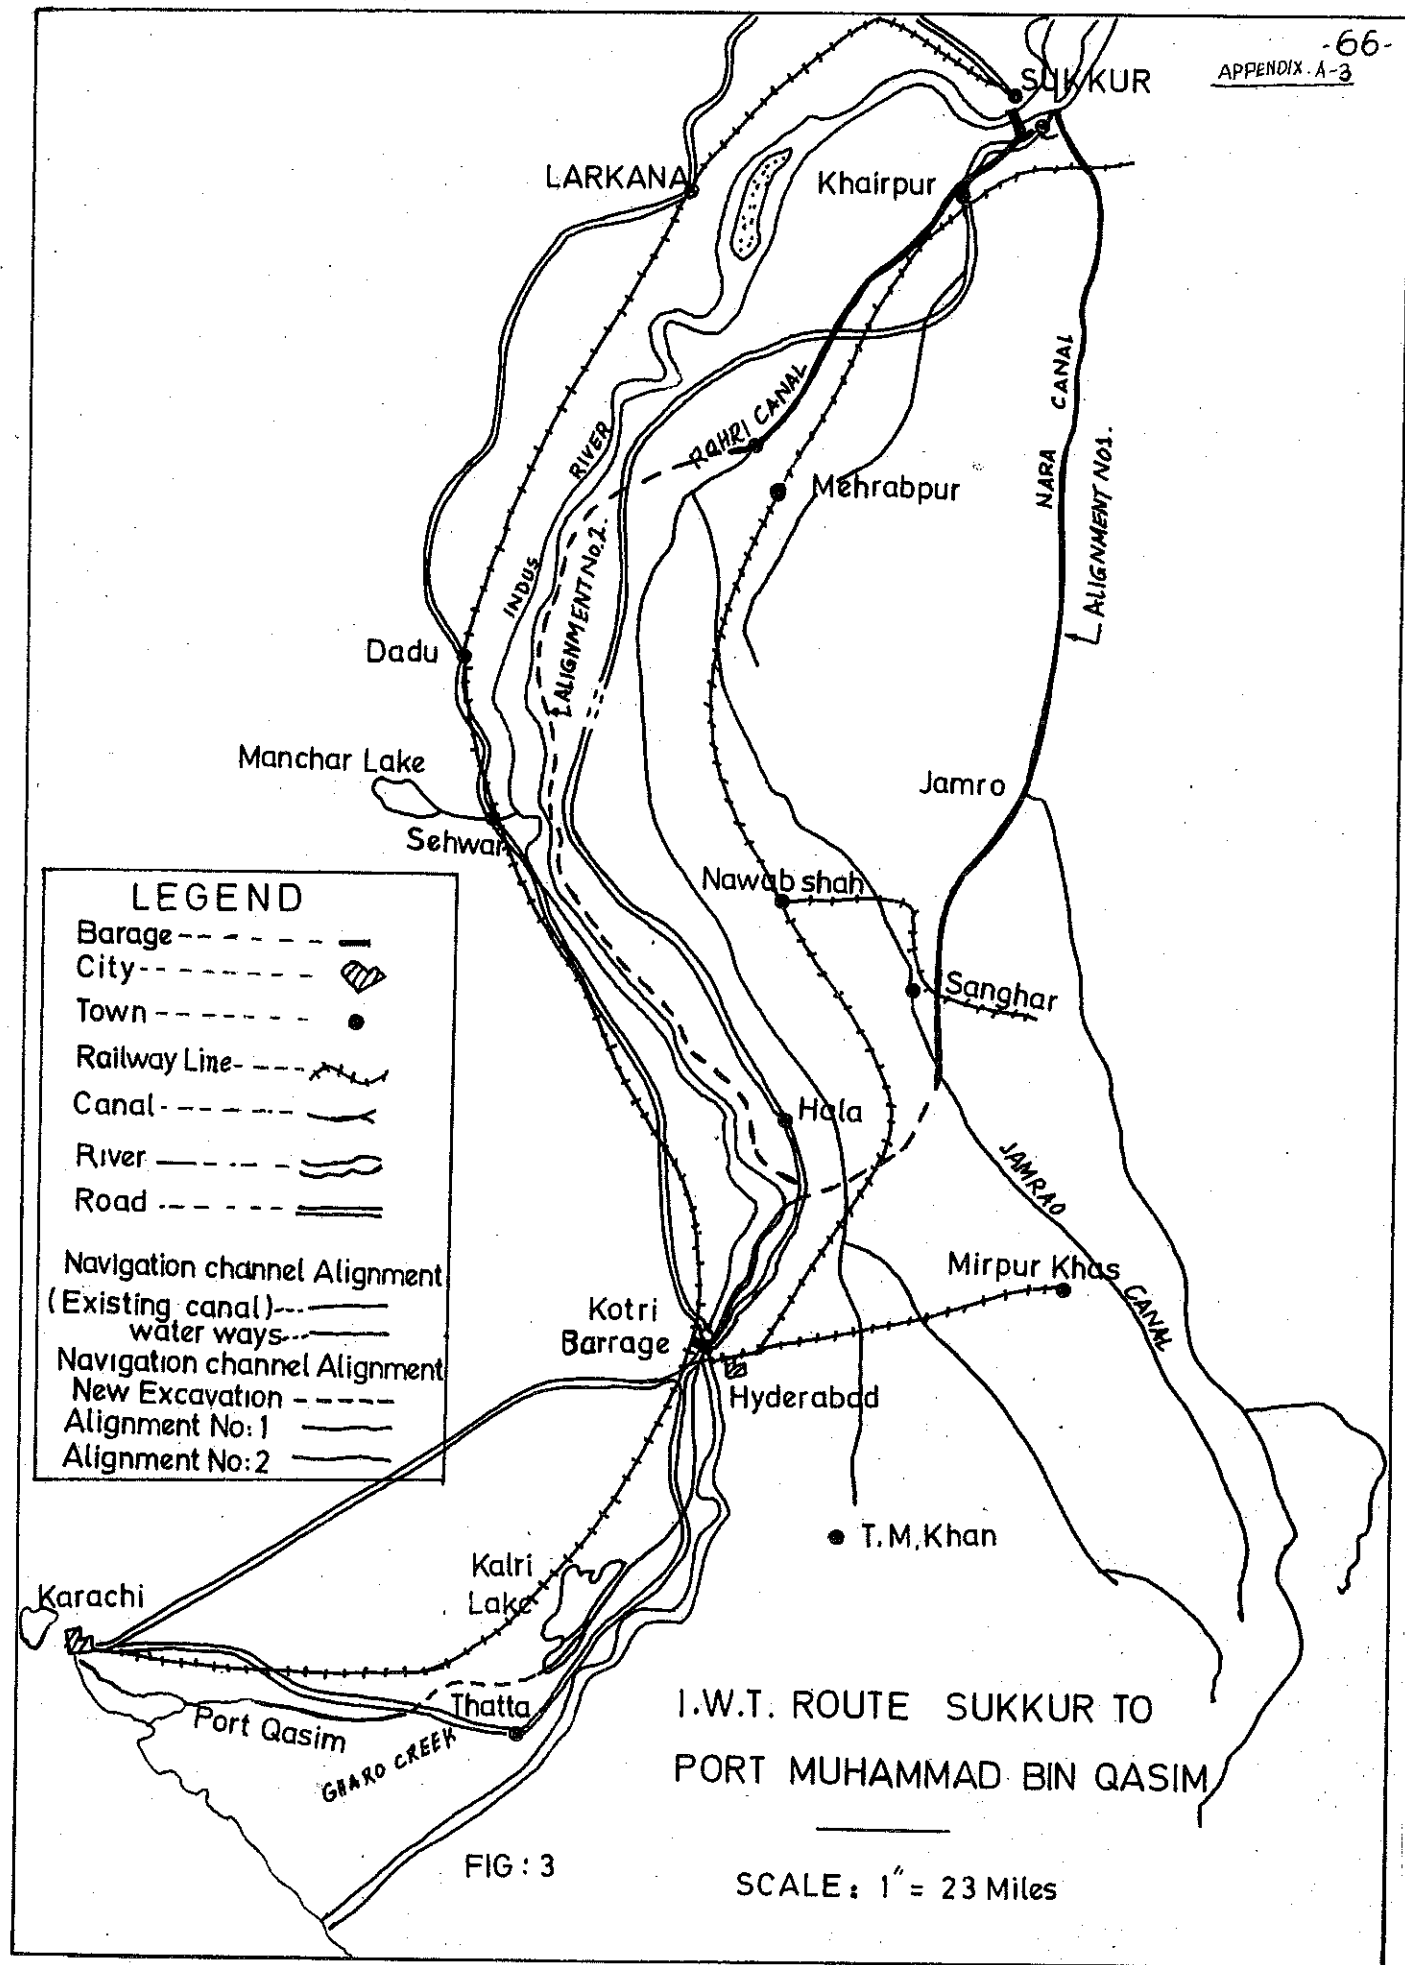 -66-
APPENDIX. A-3
SUKKUR
LARKANA
Khairpur
ROHRI CANAL
NARA CANAL
RIVER
Mehrabpur
ALIGNMENT NO1.
INDUS
ALIGNMENT No.2.
Dadu
Manchar Lake
Jamro
Sehwan
Nawabshah
Sanghar
LEGEND
Barage
City
Town
Railway Line
Canal
River
Road
Navigation channel Alignment
(Existing canal)
water ways
Navigation channel Alignment
New Excavation
Alignment No:1
Alignment No:2
Hala
JAMRAO
CANAL
Mirpur Khas
Kotri
Barrage
Hyderabad
T.M.Khan
Kalri
Lake
Karachi
Thatta
Port Qasim
GHARO CREEK
I.W.T. ROUTE SUKKUR TO
PORT MUHAMMAD BIN QASIM
FIG: 3
SCALE: 1" = 23 Miles